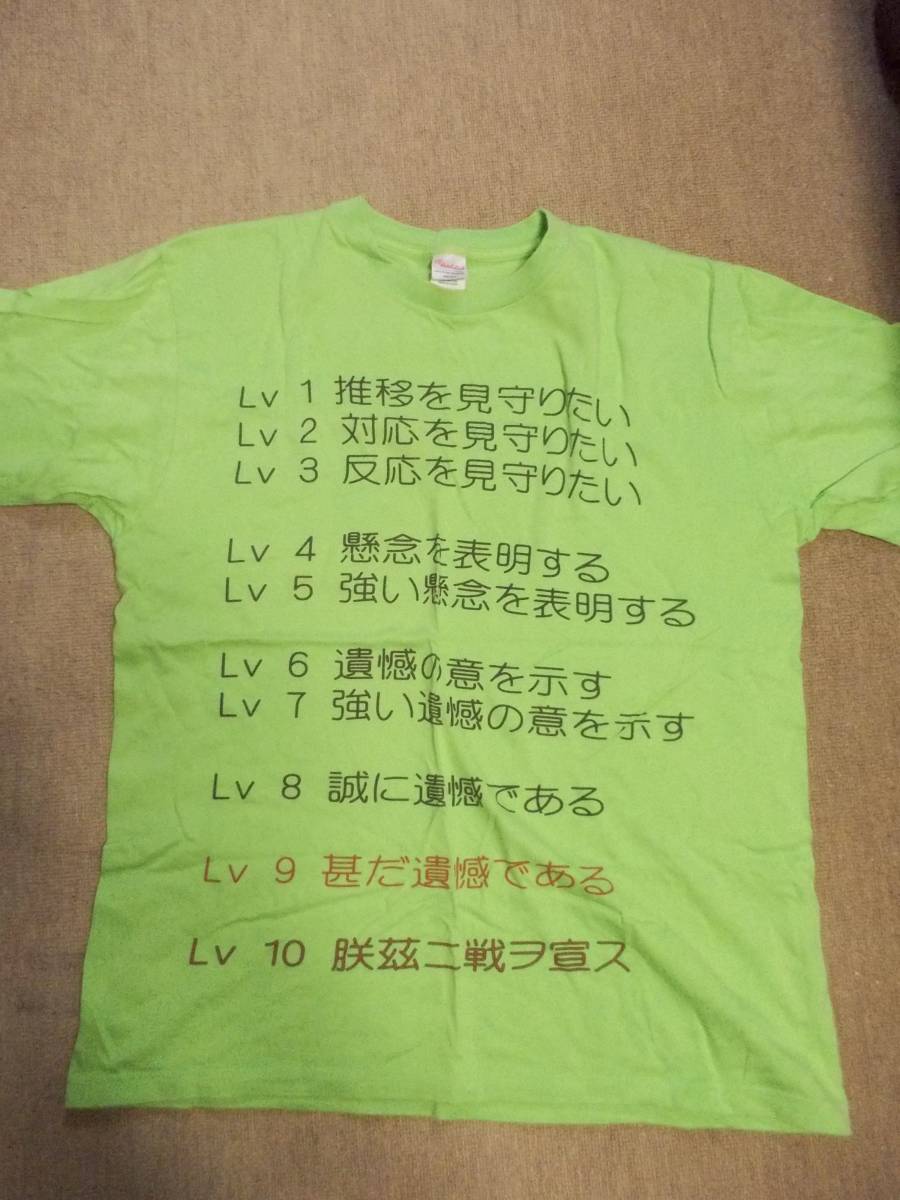 Lv 1 推移を見守りたい
Lv 2 対応を見守りたい
Lv 3 反応を見守りたい
Lv 4 懸念を表明する
Lv 5 強い懸念を表明する
Lv 6 遺憾の意を示す
Lv 7 強い遺憾の意を示す
Lv 8 誠に遺憾である
Lv 9 甚だ遺憾である
Lv 10 朕茲ニ戦ヲ宣ス